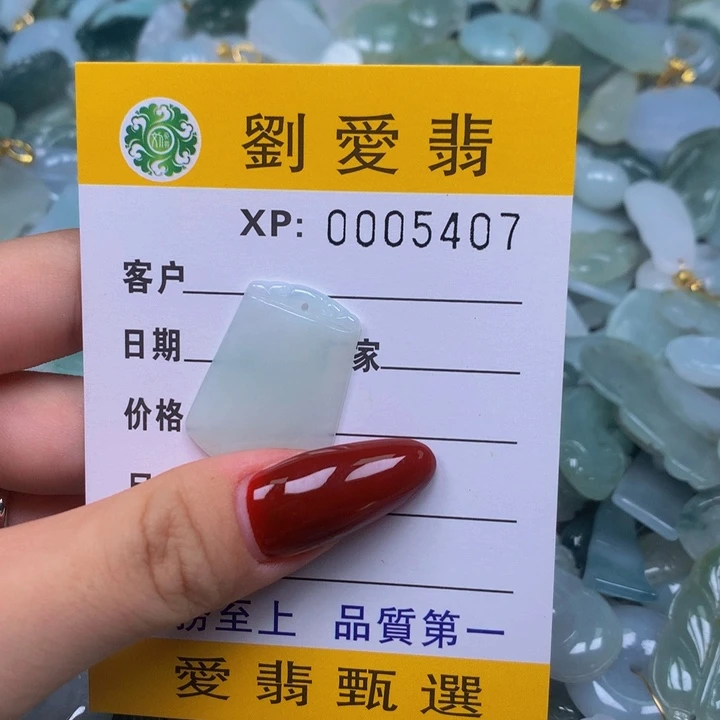 劉愛翡
XP: 0005407
客户
日期 家
价格
至上 品質第一
愛翡甄選